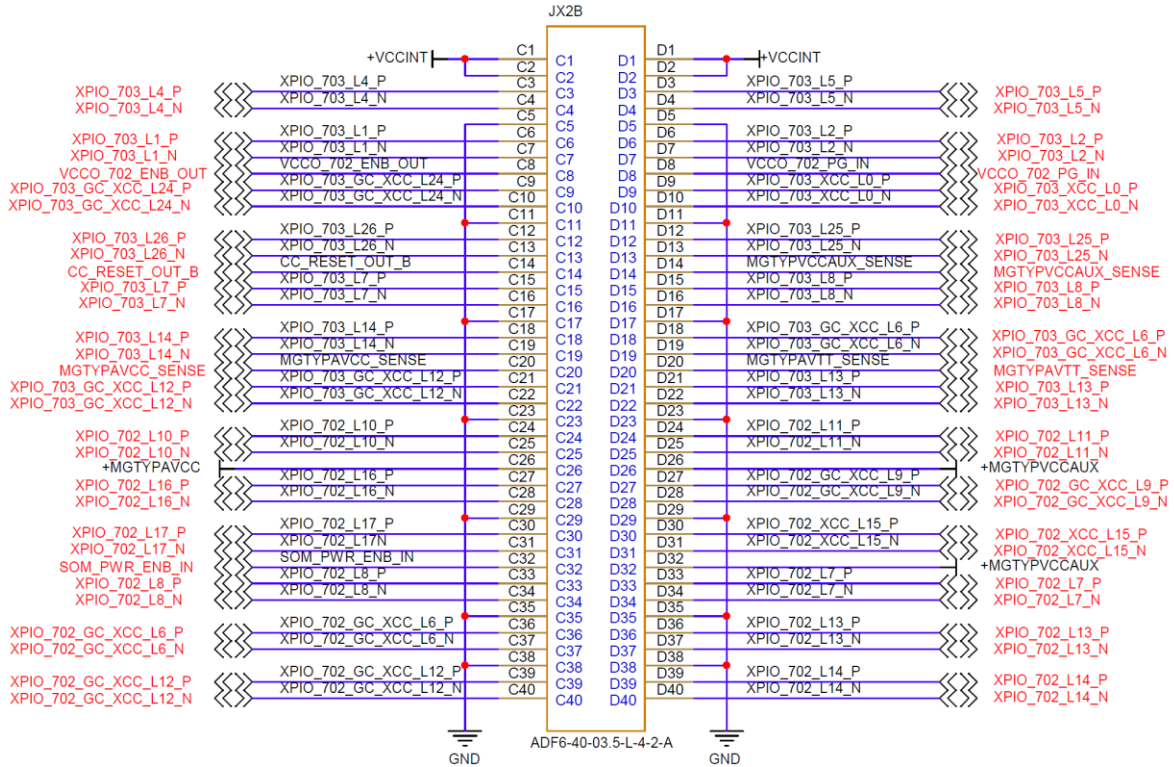 JX2B
+VCCINT C1 C1 D1 D1 +VCCINT
C2 C2 D2 D2
XPIO_703_L4_P XPIO_703_L4_P C3 C3 D3 D3 XPIO_703_L5_P XPIO_703_L5_P
XPIO_703_L4_N XPIO_703_L4_N C4 C4 D4 D4 XPIO_703_L5_N XPIO_703_L5_N
C5 C5 D5 D5
XPIO_703_L1_P XPIO_703_L1_P C6 C6 D6 D6 XPIO_703_L2_P XPIO_703_L2_P
XPIO_703_L1_N XPIO_703_L1_N C7 C7 D7 D7 XPIO_703_L2_N XPIO_703_L2_N
VCCO_702_ENB_OUT VCCO_702_ENB_OUT C8 C8 D8 D8 VCCO_702_PG_IN VCCO_702_PG_IN
XPIO_703_GC_XCC_L24_P XPIO_703_GC_XCC_L24_P C9 C9 D9 D9 XPIO_703_XCC_L0_P XPIO_703_XCC_L0_P
XPIO_703_GC_XCC_L24_N XPIO_703_GC_XCC_L24_N C10 C10 D10 D10 XPIO_703_XCC_L0_N XPIO_703_XCC_L0_N
C11 C11 D11 D11
XPIO_703_L26_P XPIO_703_L26_P C12 C12 D12 D12 XPIO_703_L25_P XPIO_703_L25_P
XPIO_703_L26_N XPIO_703_L26_N C13 C13 D13 D13 XPIO_703_L25_N XPIO_703_L25_N
CC_RESET_OUT_B CC_RESET_OUT_B C14 C14 D14 D14 MGTYPVCCAUX_SENSE MGTYPVCCAUX_SENSE
XPIO_703_L7_P XPIO_703_L7_P C15 C15 D15 D15 XPIO_703_L8_P XPIO_703_L8_P
XPIO_703_L7_N XPIO_703_L7_N C16 C16 D16 D16 XPIO_703_L8_N XPIO_703_L8_N
C17 C17 D17 D17
XPIO_703_L14_P XPIO_703_L14_P C18 C18 D18 D18 XPIO_703_GC_XCC_L6_P XPIO_703_GC_XCC_L6_P
XPIO_703_L14_N XPIO_703_L14_N C19 C19 D19 D19 XPIO_703_GC_XCC_L6_N XPIO_703_GC_XCC_L6_N
MGTYPAVCC_SENSE MGTYPAVCC_SENSE C20 C20 D20 D20 MGTYPAVTT_SENSE MGTYPAVTT_SENSE
XPIO_703_GC_XCC_L12_P XPIO_703_GC_XCC_L12_P C21 C21 D21 D21 XPIO_703_L13_P XPIO_703_L13_P
XPIO_703_GC_XCC_L12_N XPIO_703_GC_XCC_L12_N C22 C22 D22 D22 XPIO_703_L13_N XPIO_703_L13_N
C23 C23 D23 D23
XPIO_702_L10_P XPIO_702_L10_P C24 C24 D24 D24 XPIO_702_L11_P XPIO_702_L11_P
XPIO_702_L10_N XPIO_702_L10_N C25 C25 D25 D25 XPIO_702_L11_N XPIO_702_L11_N
+MGTYPAVCC C26 C26 D26 D26 +MGTYPVCCAUX
XPIO_702_L16_P XPIO_702_L16_P C27 C27 D27 D27 XPIO_702_GC_XCC_L9_P XPIO_702_GC_XCC_L9_P
XPIO_702_L16_N XPIO_702_L16_N C28 C28 D28 D28 XPIO_702_GC_XCC_L9_N XPIO_702_GC_XCC_L9_N
C29 C29 D29 D29
XPIO_702_L17_P XPIO_702_L17_P C30 C30 D30 D30 XPIO_702_XCC_L15_P XPIO_702_XCC_L15_P
XPIO_702_L17_N XPIO_702_L17N C31 C31 D31 D31 XPIO_702_XCC_L15_N XPIO_702_XCC_L15_N
SOM_PWR_ENB_IN SOM_PWR_ENB_IN C32 C32 D32 D32 +MGTYPVCCAUX
XPIO_702_L8_P XPIO_702_L8_P C33 C33 D33 D33 XPIO_702_L7_P XPIO_702_L7_P
XPIO_702_L8_N XPIO_702_L8_N C34 C34 D34 D34 XPIO_702_L7_N XPIO_702_L7_N
C35 C35 D35 D35
XPIO_702_GC_XCC_L6_P XPIO_702_GC_XCC_L6_P C36 C36 D36 D36 XPIO_702_L13_P XPIO_702_L13_P
XPIO_702_GC_XCC_L6_N XPIO_702_GC_XCC_L6_N C37 C37 D37 D37 XPIO_702_L13_N XPIO_702_L13_N
C38 C38 D38 D38
XPIO_702_GC_XCC_L12_P XPIO_702_GC_XCC_L12_P C39 C39 D39 D39 XPIO_702_L14_P XPIO_702_L14_P
XPIO_702_GC_XCC_L12_N XPIO_702_GC_XCC_L12_N C40 C40 D40 D40 XPIO_702_L14_N XPIO_702_L14_N
ADF6-40-03.5-L-4-2-A
GND GND